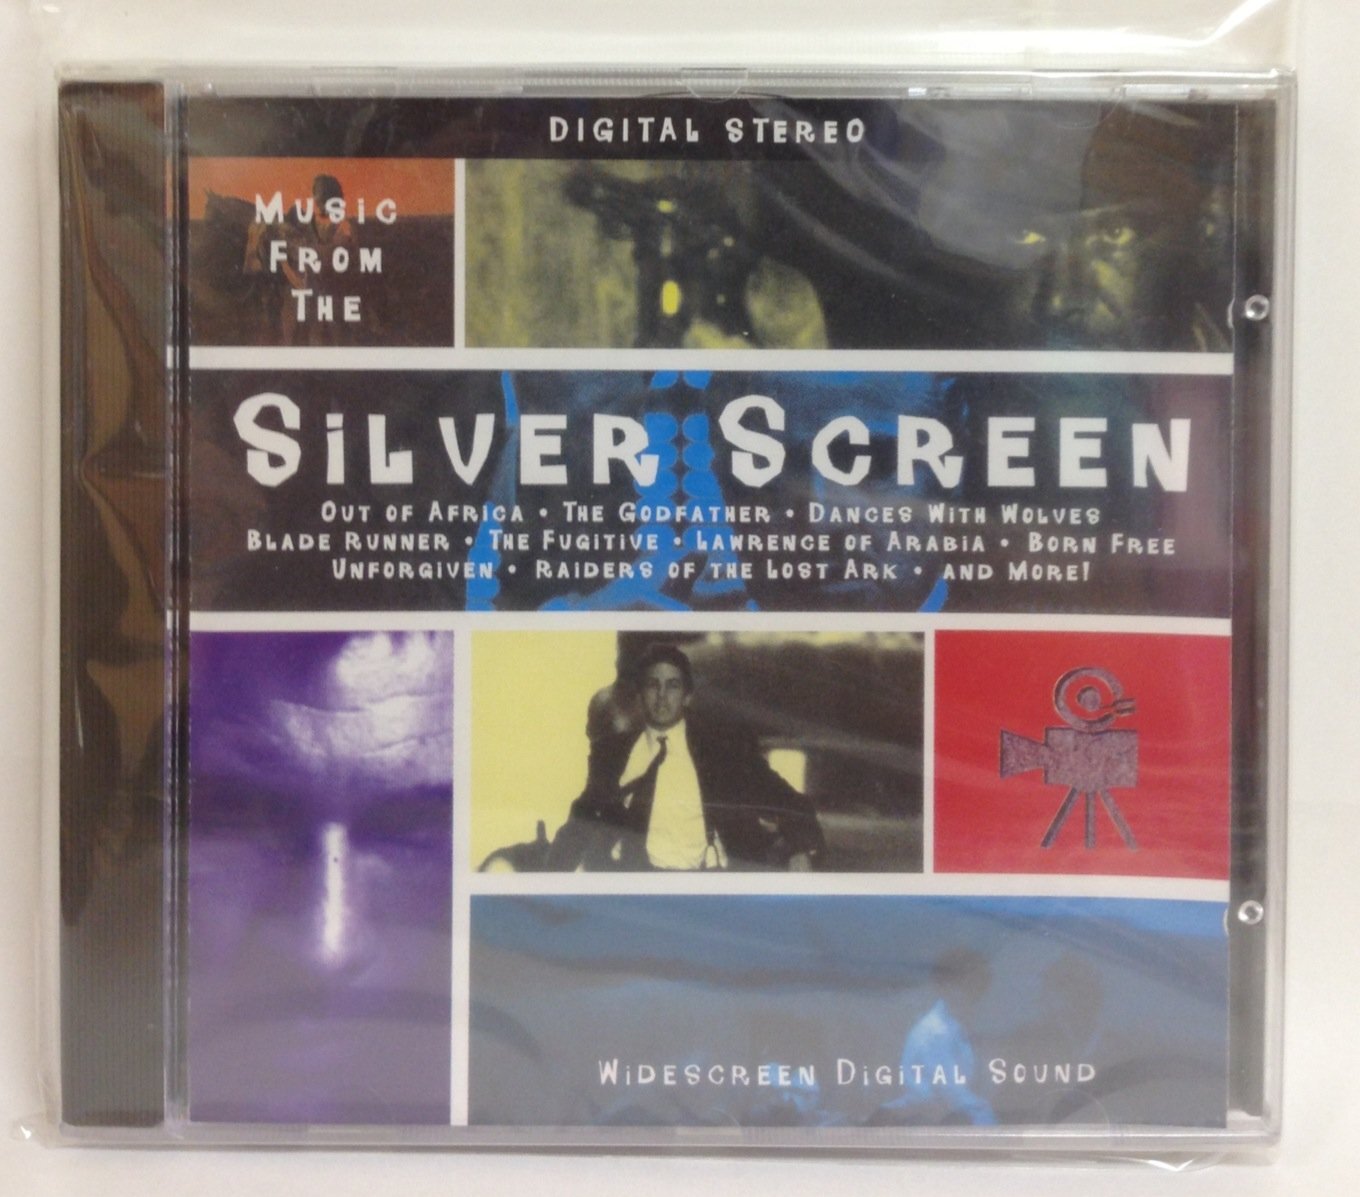 DIGITAL STEREO
MUSIC
FROM
THE
SILVER SCREEN
OUT OF AFRICA • THE GODFATHER • DANCES WITH WOLVES
BLADE RUNNER • THE FUGITIVE • LAWRENCE OF ARABIA • BORN FREE
UNFORGIVEN • RAIDERS OF THE LOST ARK • AND MORE!
WIDESCREEN DIGITAL SOUND